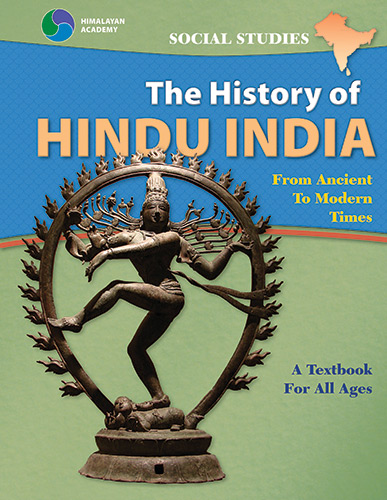 HIMALAYAN
ACADEMY
SOCIAL STUDIES
The History of
HINDU INDIA
From Ancient
To Modern
Times
A Textbook
For All Ages